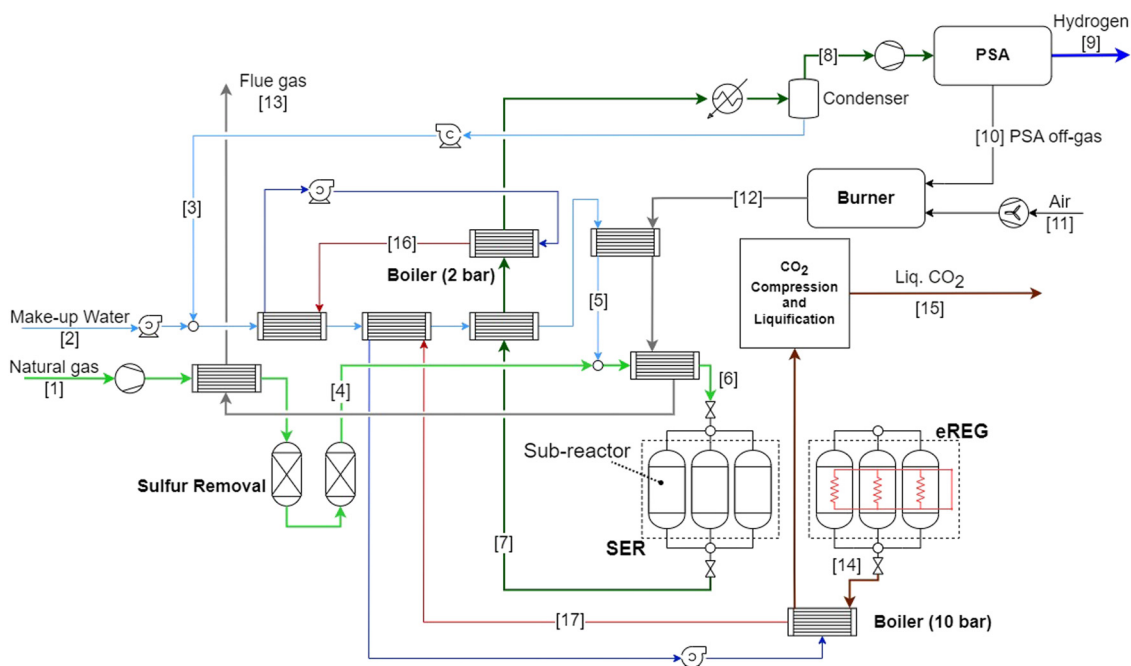 Hydrogen
[9]
PSA
[8]
Flue gas
[13]
Condenser
[10] PSA off-gas
C
[3]
[12]
Burner
Air
[11]
[16]
Boiler (2 bar)
CO2
Compression
and
Liquification
Liq. CO2
[15]
[5]
Make-up Water
[2]
Natural gas
[1]
[4]
[6]
eREG
Sub-reactor
Sulfur Removal
[7]
SER
[14]
[17]
Boiler (10 bar)